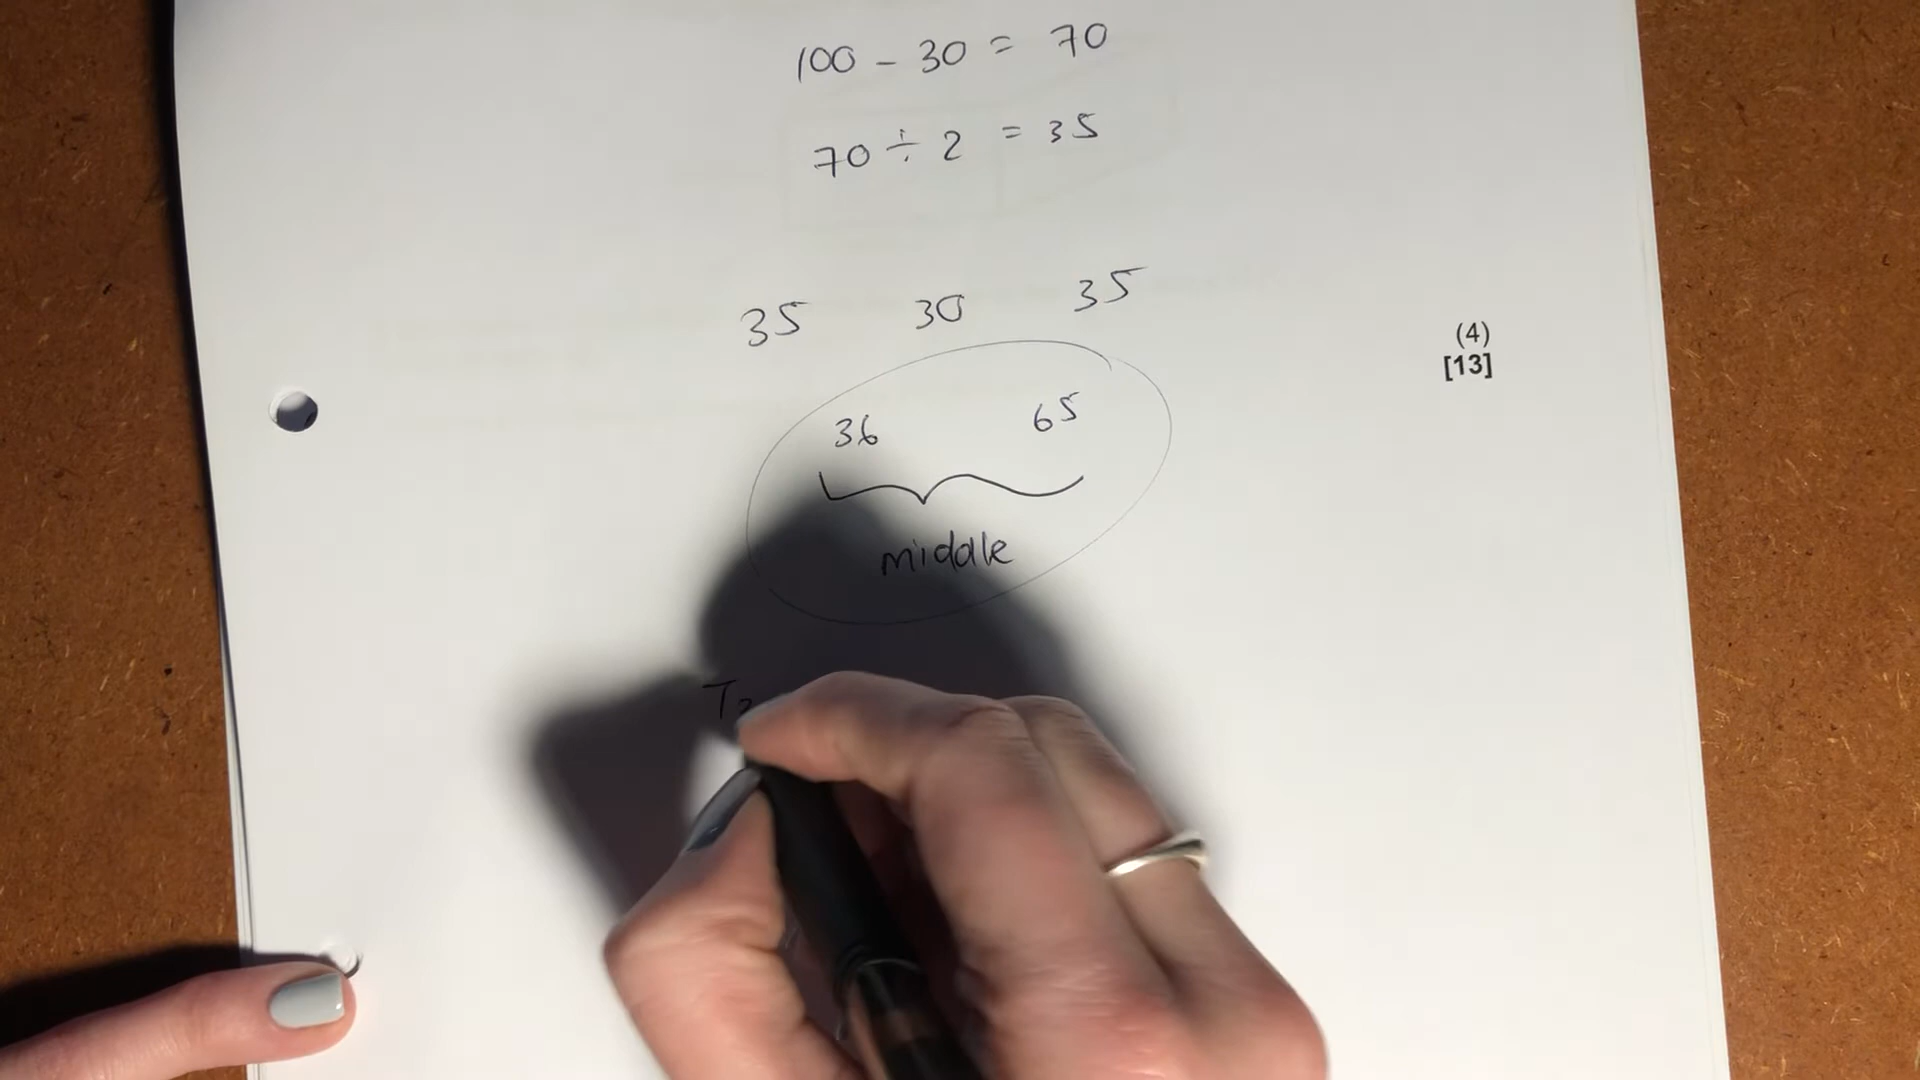 100 - 30 = 70
70 ÷ 2 = 35
35 30 35
(4)
[13]
36 65
middle